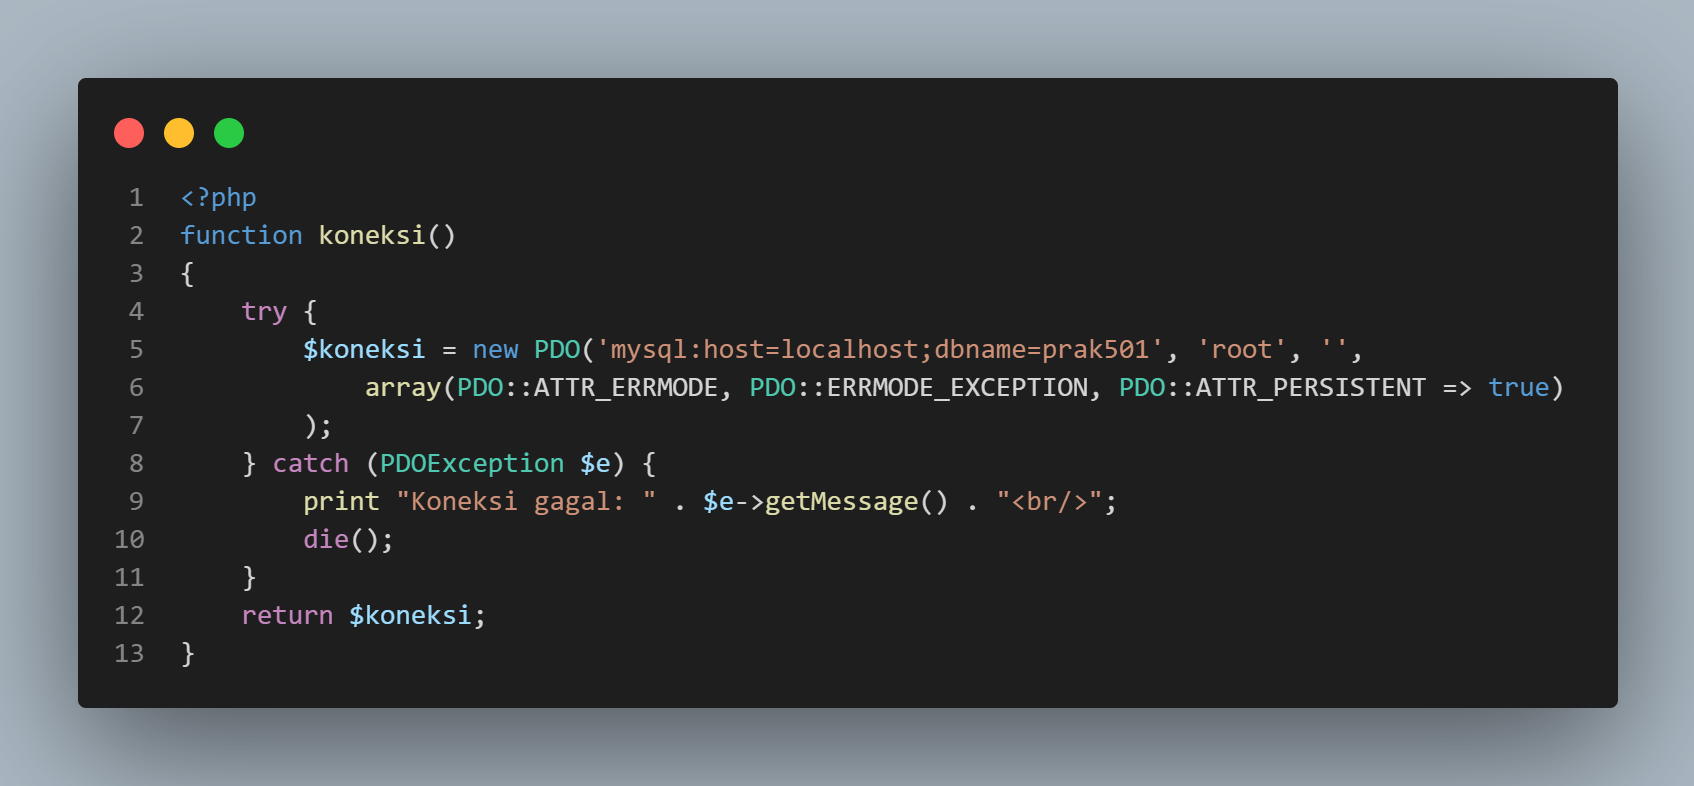 1 <?php
2 function koneksi()
3 {
4     try {
5         $koneksi = new PDO('mysql:host=localhost;dbname=prak501', 'root', '',
6             array(PDO::ATTR_ERRMODE, PDO::ERRMODE_EXCEPTION, PDO::ATTR_PERSISTENT => true)
7         );
8     } catch (PDOException $e) {
9         print "Koneksi gagal: " . $e->getMessage() . "<br/>";
10         die();
11     }
12     return $koneksi;
13 }